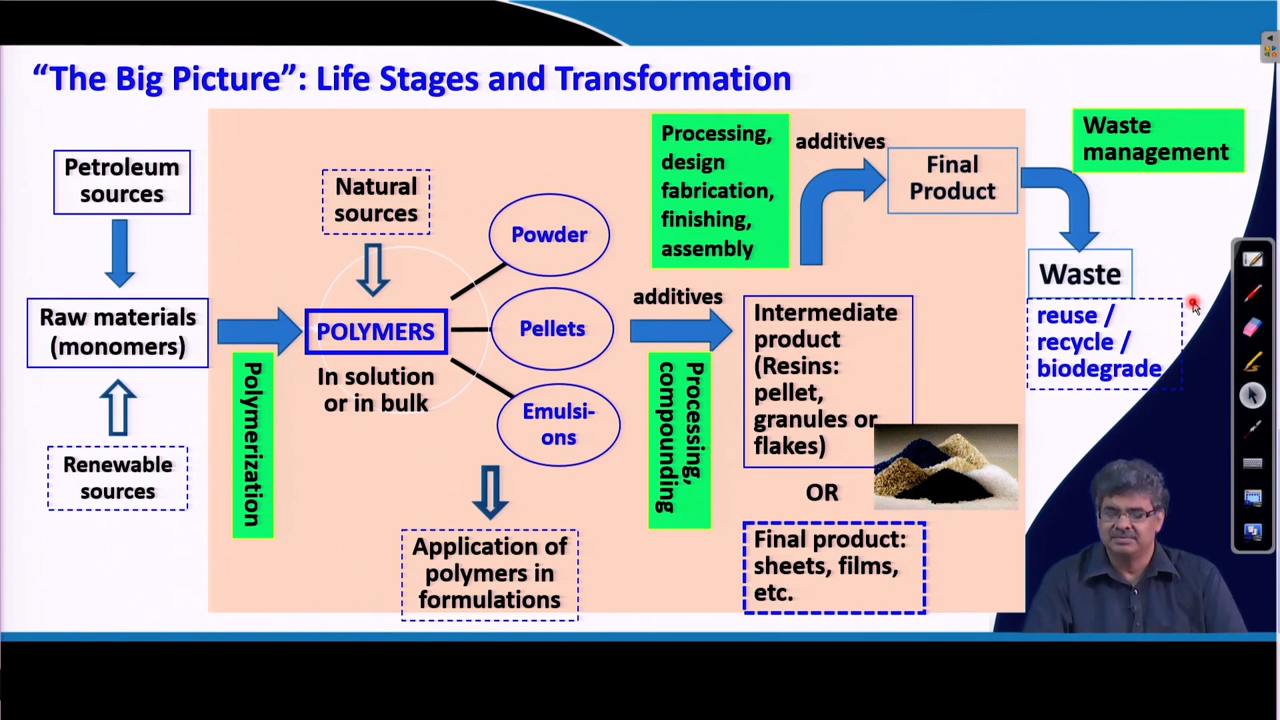 “The Big Picture”: Life Stages and Transformation
Petroleum
sources
Raw materials
(monomers)
Renewable
sources
Polymerization
Natural
sources
POLYMERS
In solution
or in bulk
Powder
Pellets
Emulsi-
ons
Application of
polymers in
formulations
additives
Processing,
compounding
Processing,
design
fabrication,
finishing,
assembly
additives
Intermediate
product
(Resins:
pellet,
granules or
flakes)
OR
Final product:
sheets, films,
etc.
Final
Product
Waste
management
Waste
reuse /
recycle /
biodegrade